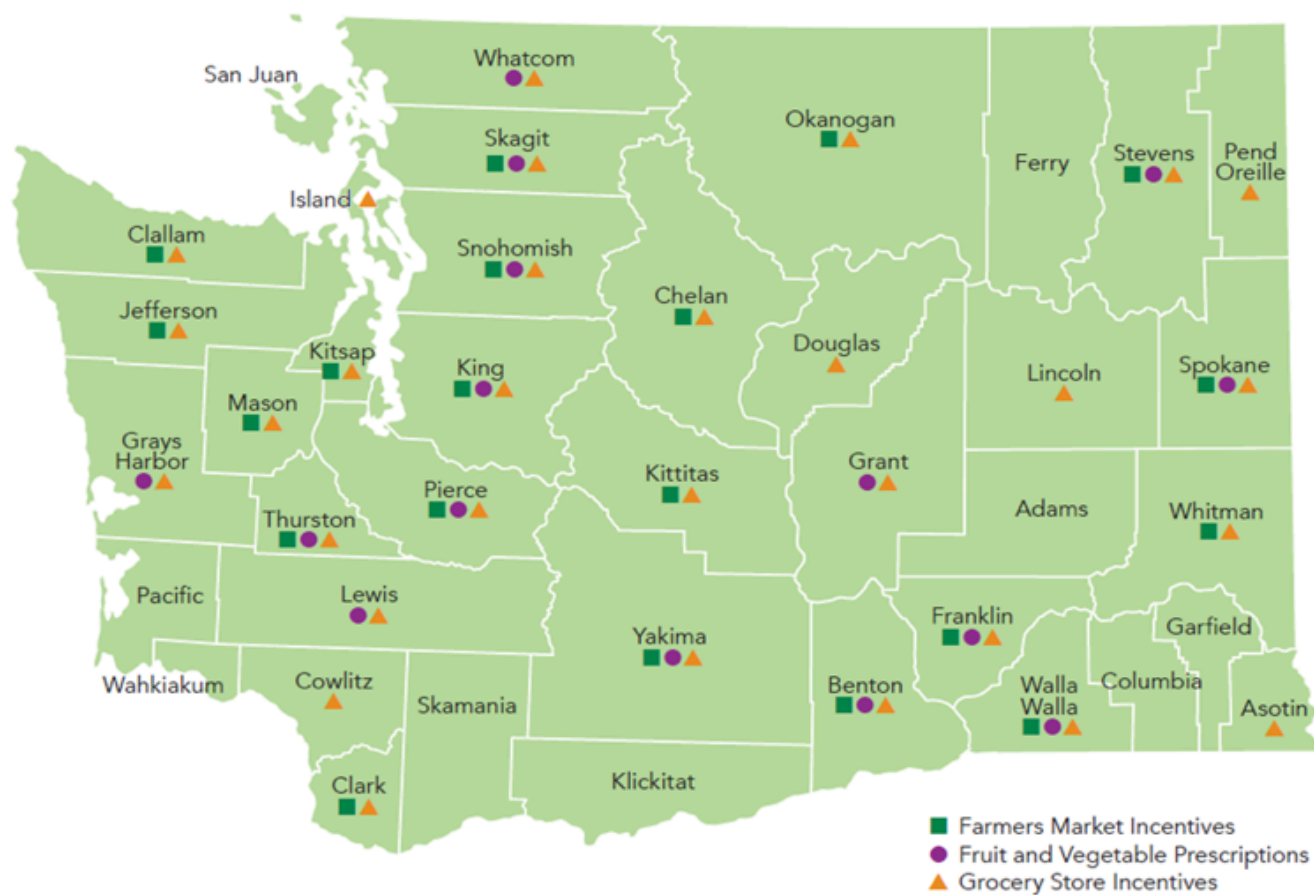 Whatcom
San Juan
Okanogan
Skagit
Ferry
Stevens
Pend
Oreille
Island
Clallam
Snohomish
Chelan
Jefferson
Douglas
Kitsap
King
Lincoln
Spokane
Mason
Grays
Harbor
Kittitas
Grant
Pierce
Adams
Whitman
Thurston
Pacific
Lewis
Franklin
Garfield
Yakima
Wahkiakum
Cowlitz
Skamania
Benton
Walla
Walla
Columbia
Asotin
Clark
Klickitat
Farmers Market Incentives
Fruit and Vegetable Prescriptions
Grocery Store Incentives